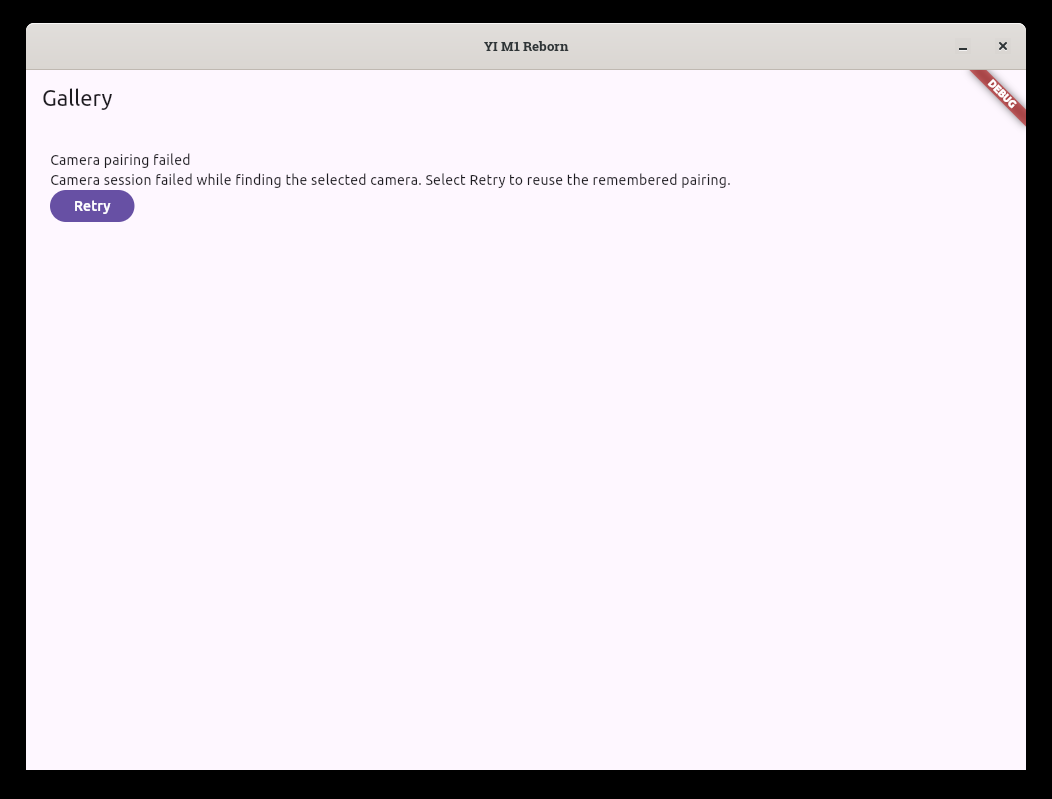 YI M1 Reborn
DEBUG
Gallery
Camera pairing failed
Camera session failed while finding the selected camera. Select Retry to reuse the remembered pairing.
Retry